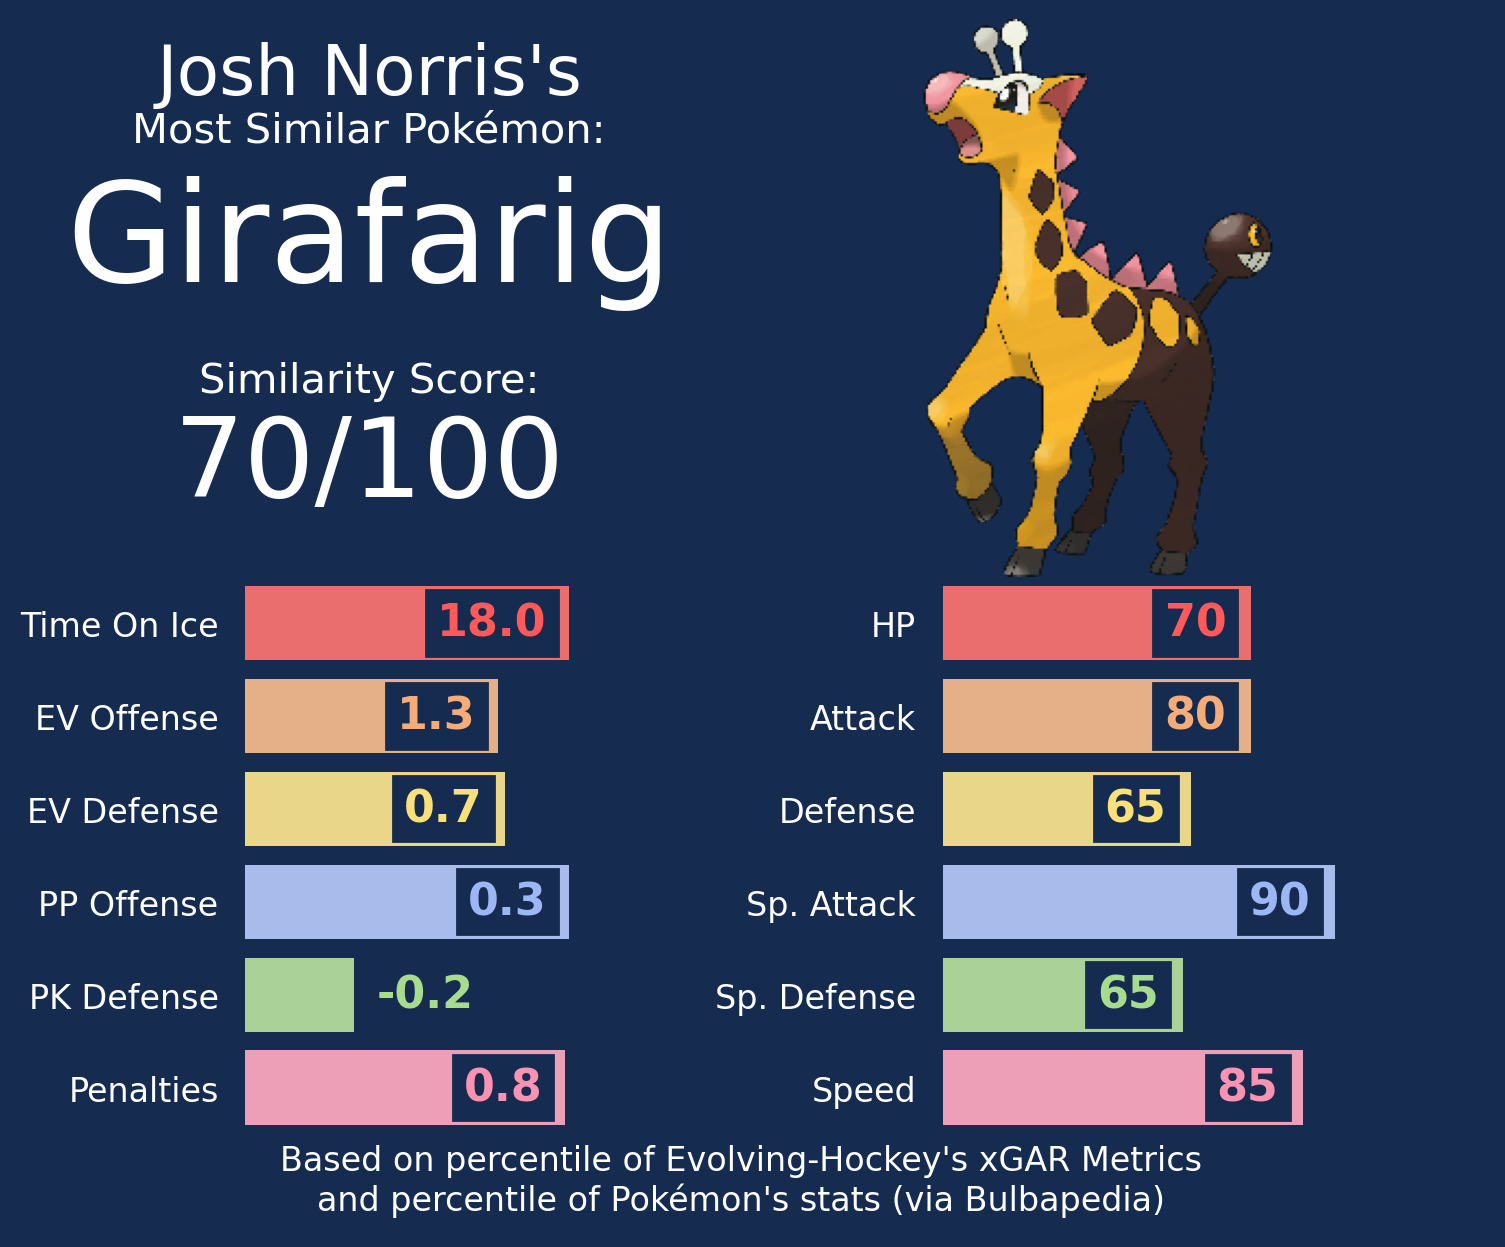 Josh Norris's
Most Similar Pokémon:
Girafarig
Similarity Score:
70/100
Time On Ice 18.0
EV Offense 1.3
EV Defense 0.7
PP Offense 0.3
PK Defense -0.2
Penalties 0.8
HP 70
Attack 80
Defense 65
Sp. Attack 90
Sp. Defense 65
Speed 85
Based on percentile of Evolving-Hockey's xGAR Metrics
and percentile of Pokémon's stats (via Bulbapedia)